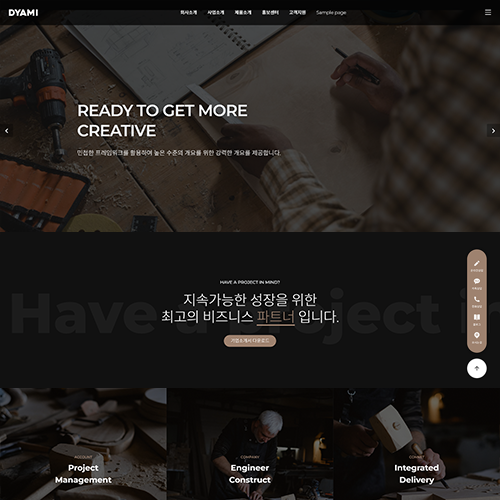 DYAMI
회사소개 사업소개 제품소개 홍보센터 고객지원 Sample page
READY TO GET MORE
CREATIVE
민첩한 프레임워크를 활용하여 높은 수준의 개요를 위한 강력한 개요를 제공합니다.
HAVE A PROJECT IN MIND?
Have a project in
지속가능한 성장을 위한
최고의 비즈니스 파트너 입니다.
기업소개서 다운로드
ACCOUNT
Project
Management
COMPANY
Engineer
Construct
Integrated
Delivery